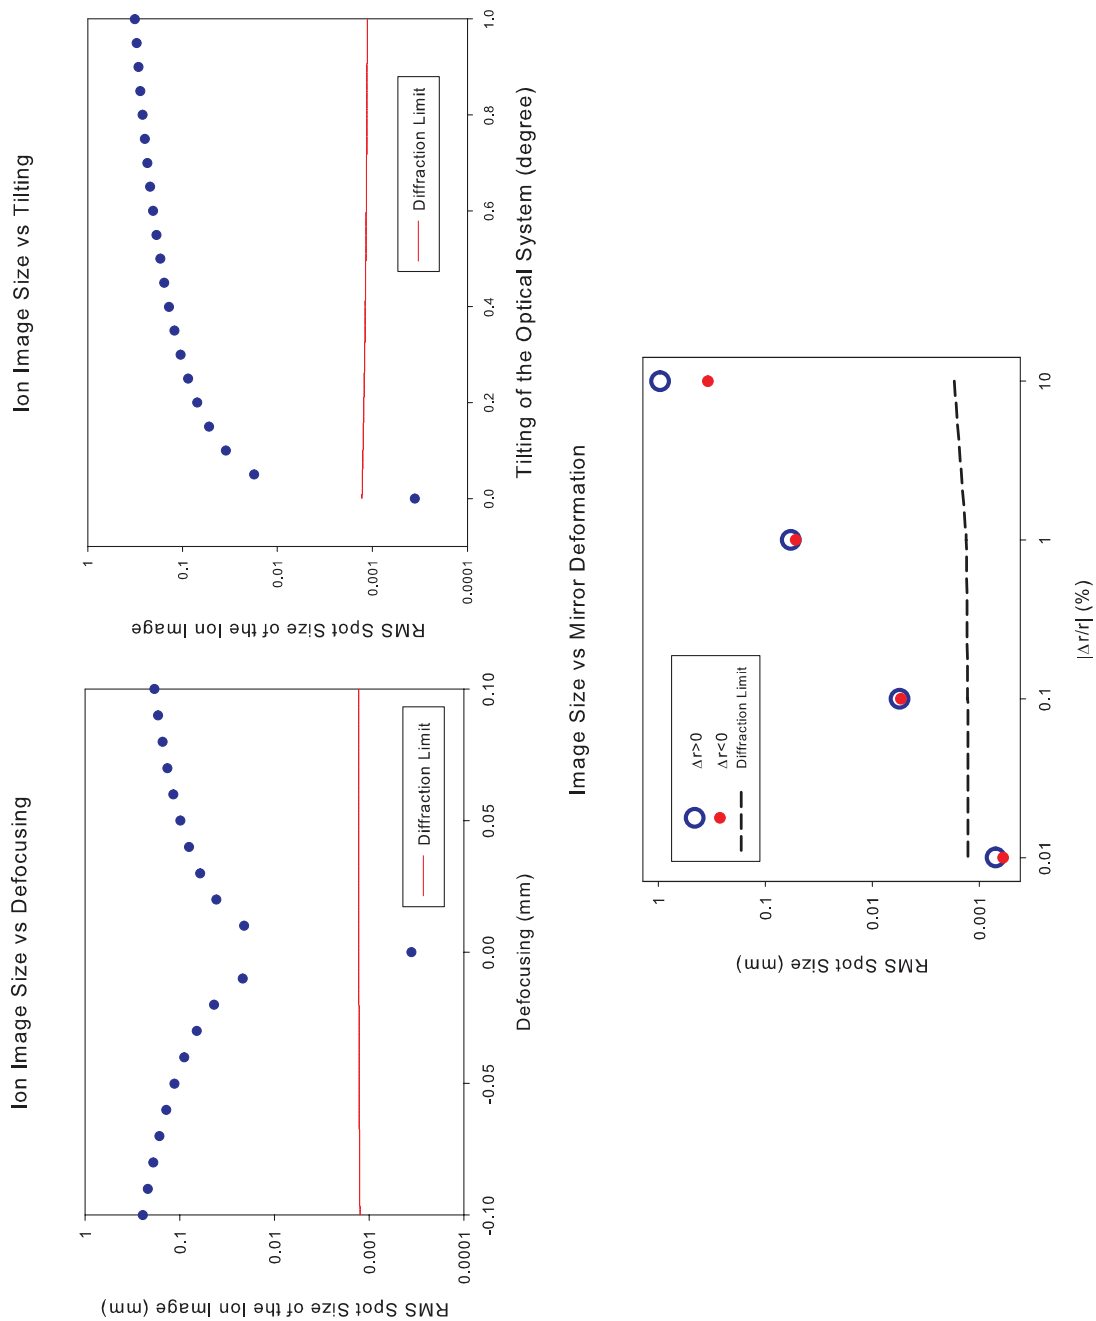 Ion Image Size vs Defocusing
RMS Spot Size of the Ion Image (mm)
1
0.1
0.01
0.001
0.0001
-0.10
-0.05
0.00
0.05
0.10
Defocusing (mm)
Diffraction Limit
Ion Image Size vs Tilting
RMS Spot Size of the Ion Image
1
0.1
0.01
0.001
0.0001
0.0
0.2
0.4
0.6
0.8
1.0
Tilting of the Optical System (degree)
Diffraction Limit
Image Size vs Mirror Deformation
RMS Spot Size (mm)
1
0.1
0.01
0.001
0.01
0.1
1
10
|Δr/r| (%)
Δr>0
Δr<0
Diffraction Limit